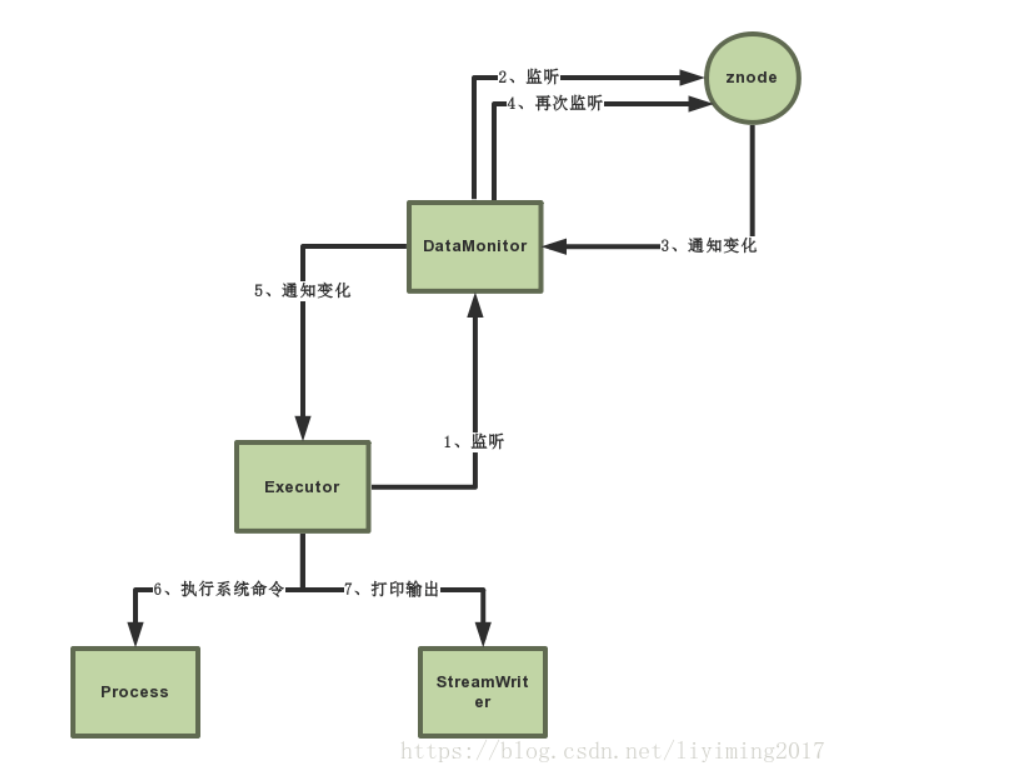 znode
2、监听
4、再次监听
DataMonitor
3、通知变化
5、通知变化
1、监听
Executor
6、执行系统命令
7、打印输出
Process
StreamWrit
er
https://blog.csdn.net/liyiming2017